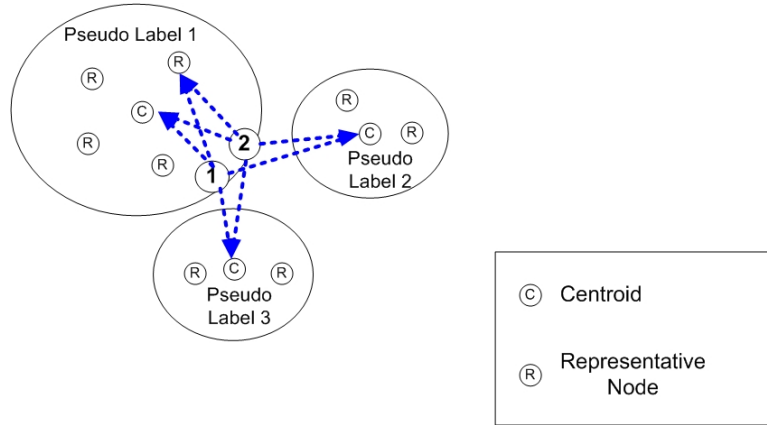 Pseudo Label 1
R
R
C
R
R
2
1
R
C
R
Pseudo
Label 2
R
C
R
Pseudo
Label 3
C Centroid
R Representative
Node